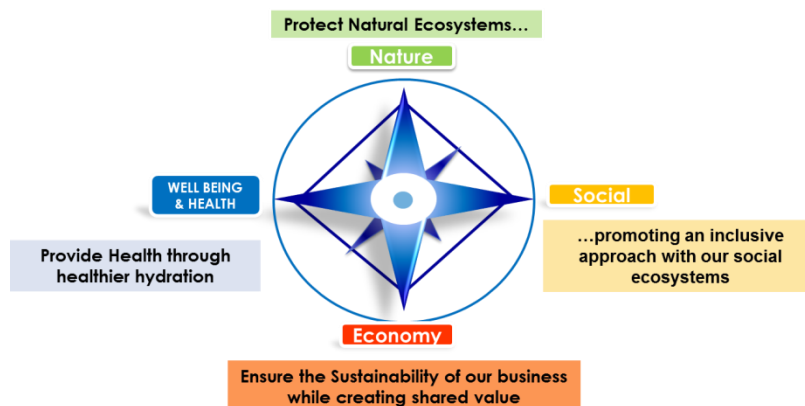 Protect Natural Ecosystems…
Nature
WELL BEING
& HEALTH
Social
Provide Health through
healthier hydration
…promoting an inclusive
approach with our social
ecosystems
Economy
Ensure the Sustainability of our business
while creating shared value